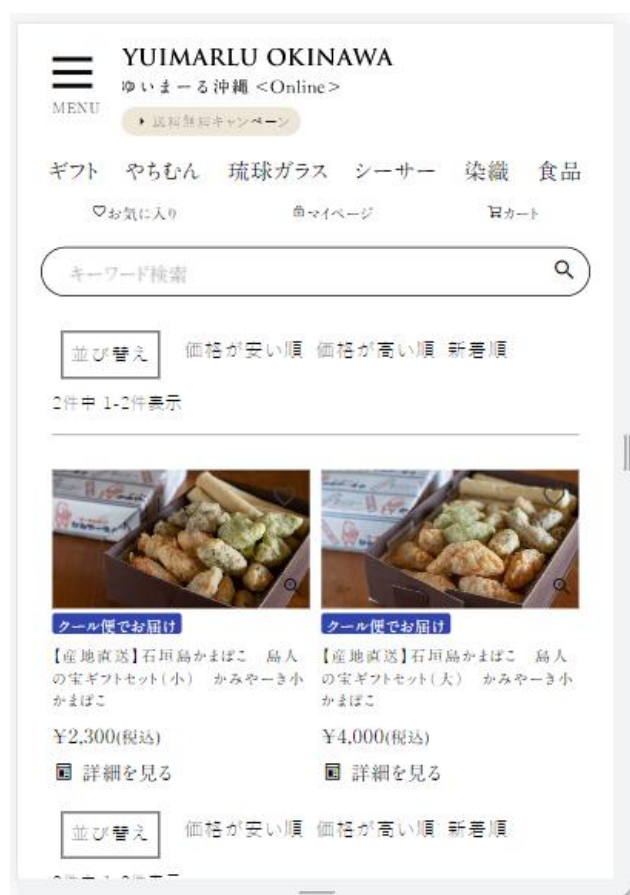 YUIMARLU OKINAWA
ゆいまーる沖縄 <Online>
MENU
送料無料キャンペーン
ギフト やちむん 琉球ガラス シーサー 染織 食品
お気に入り マイページ カート
キーワード検索
並び替え 価格が安い順 価格が高い順 新着順
2件中 1-2件表示
クール便でお届け
【産地直送】石垣島かまぼこ 島人
の宝ギフトセット(小) かみやーき小
かまぼこ
¥2,300(税込)
詳細を見る
クール便でお届け
【産地直送】石垣島かまぼこ 島人
の宝ギフトセット(大) かみやーき小
かまぼこ
¥4,000(税込)
詳細を見る
並び替え 価格が安い順 価格が高い順 新着順